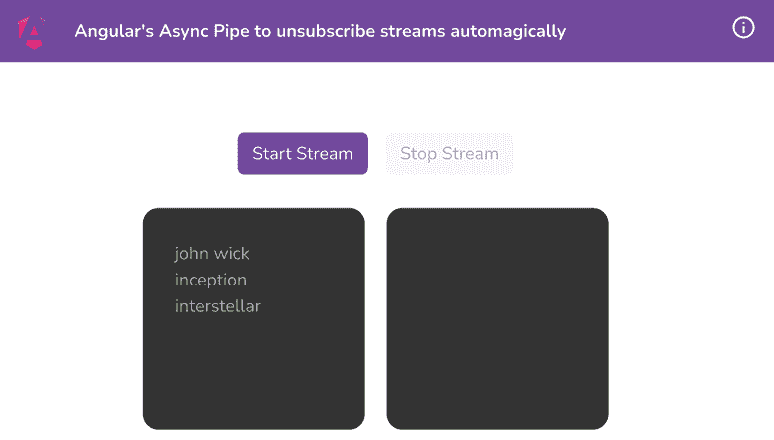 Angular's Async Pipe to unsubscribe streams automagically
Start Stream
Stop Stream
john wick
inception
interstellar